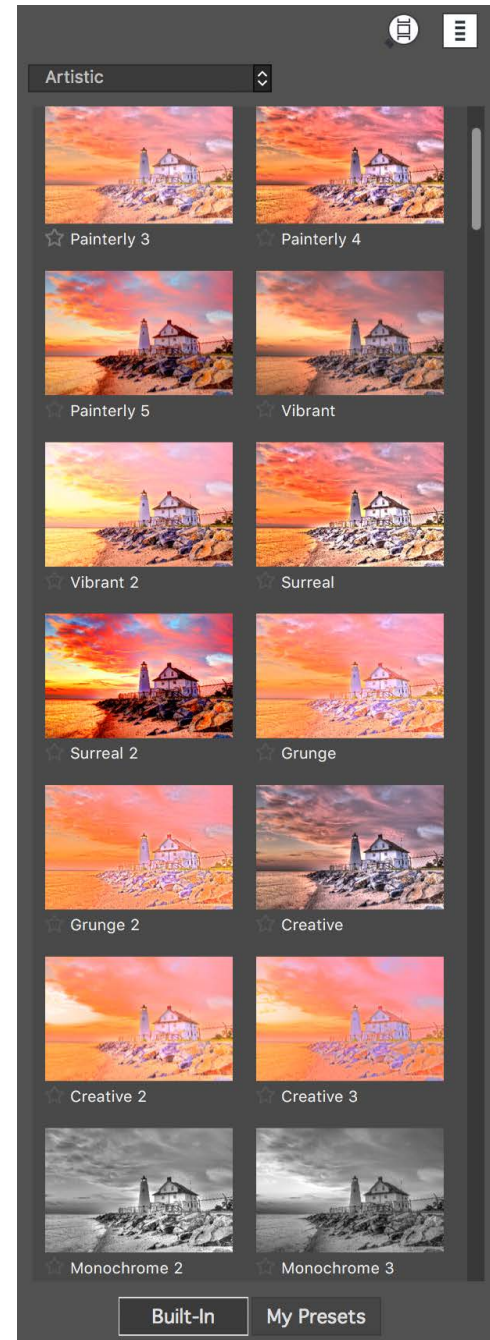 Artistic
Painterly 3
Painterly 4
Painterly 5
Vibrant
Vibrant 2
Surreal
Surreal 2
Grunge
Grunge 2
Creative
Creative 2
Creative 3
Monochrome 2
Monochrome 3
Built-In
My Presets